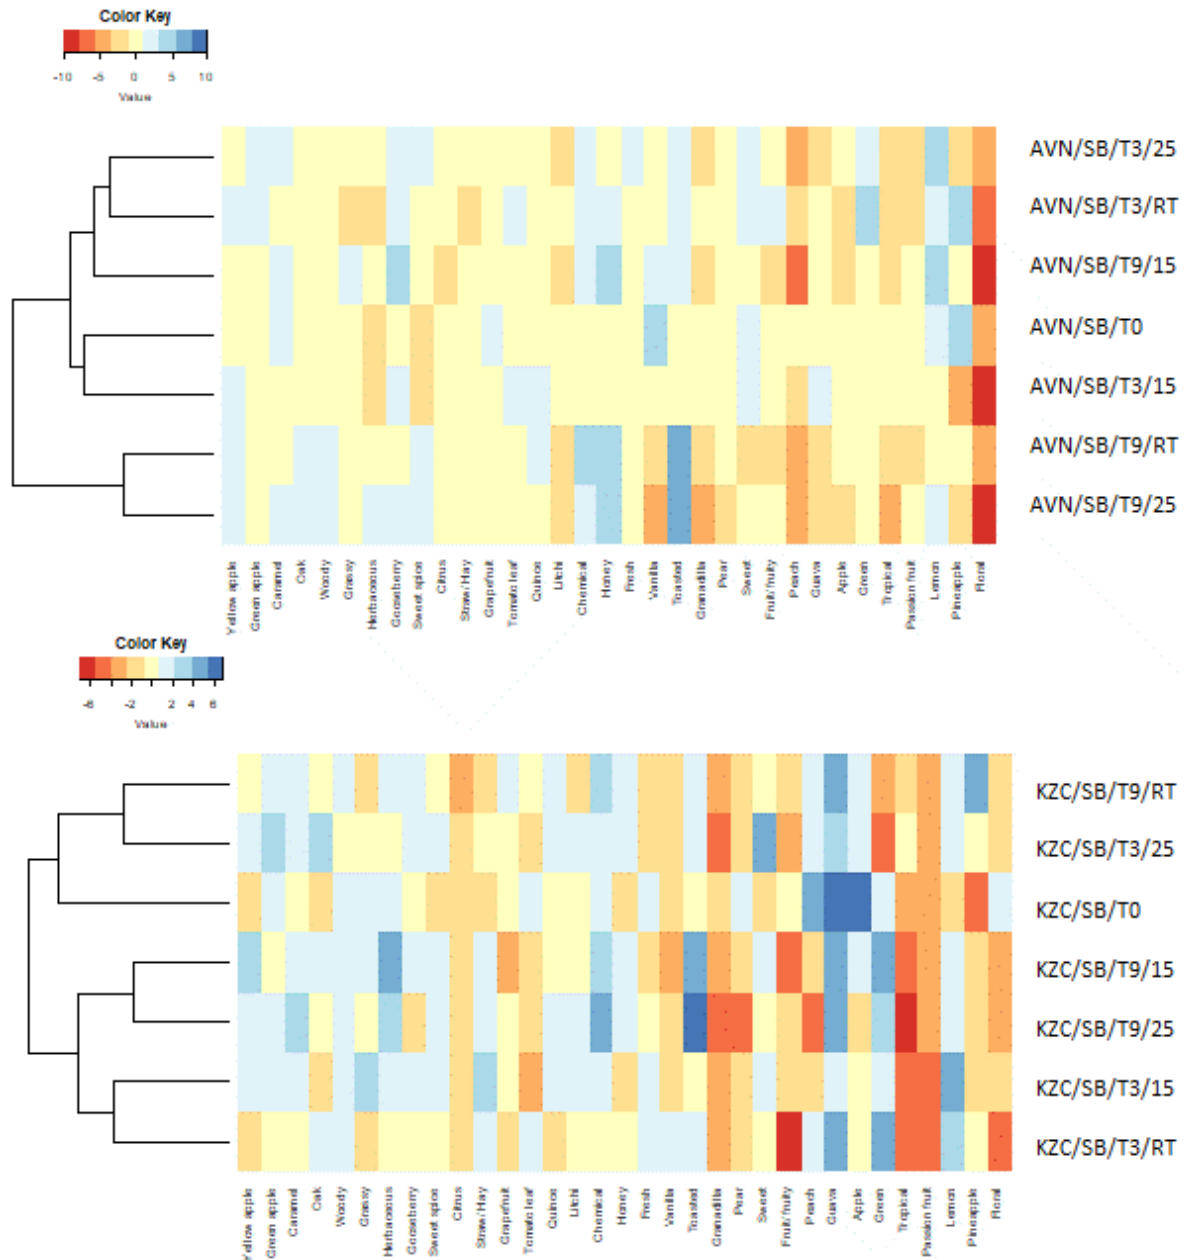 Color Key
-10 -5 0 5 10
Value
AVN/SB/T3/25
AVN/SB/T3/RT
AVN/SB/T9/15
AVN/SB/T0
AVN/SB/T3/15
AVN/SB/T9/RT
AVN/SB/T9/25
Yellow apple
Green apple
Caramel
Oak
Woody
Grassy
Herbaceous
Gooseberry
Sweet spice
Citrus
Straw/Hay
Grapefruit
Tomato leaf
Quince
Litchi
Chemical
Honey
Fresh
Vanilla
Toasted
Granadilla
Pear
Sweet
Fruit/fruity
Peach
Guava
Apple
Green
Tropical
Passion fruit
Lemon
Pineapple
Floral
Color Key
-6 -2 2 4 6
Value
KZC/SB/T9/RT
KZC/SB/T3/25
KZC/SB/T0
KZC/SB/T9/15
KZC/SB/T9/25
KZC/SB/T3/15
KZC/SB/T3/RT
Yellow apple
Green apple
Caramel
Oak
Woody
Grassy
Herbaceous
Gooseberry
Sweet spice
Citrus
Straw/Hay
Grapefruit
Tomato leaf
Quince
Litchi
Chemical
Honey
Fresh
Vanilla
Toasted
Granadilla
Pear
Sweet
Fruit/fruity
Peach
Guava
Apple
Green
Tropical
Passion fruit
Lemon
Pineapple
Floral